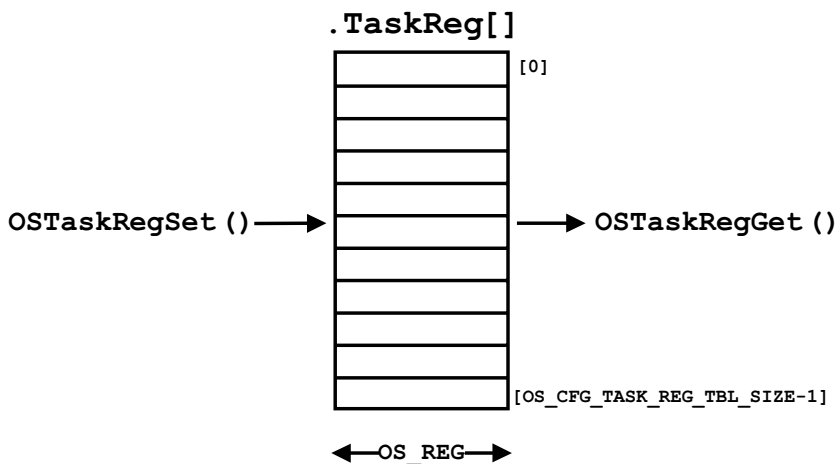 .TaskReg[]
[0]
OSTaskRegSet()
OSTaskRegGet()
[OS_CFG_TASK_REG_TBL_SIZE-1]
OS_REG